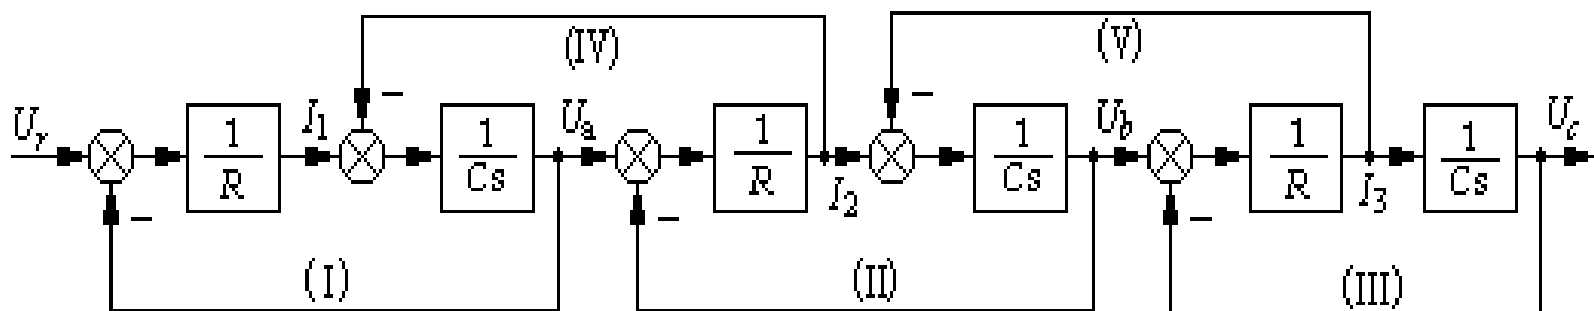 (IV) (V)
U_r 1/R I_1 − 1/Cs U_a 1/R − 1/Cs U_b 1/R 1/Cs U_c
− − I_2 − I_3
(I) (II) (III)